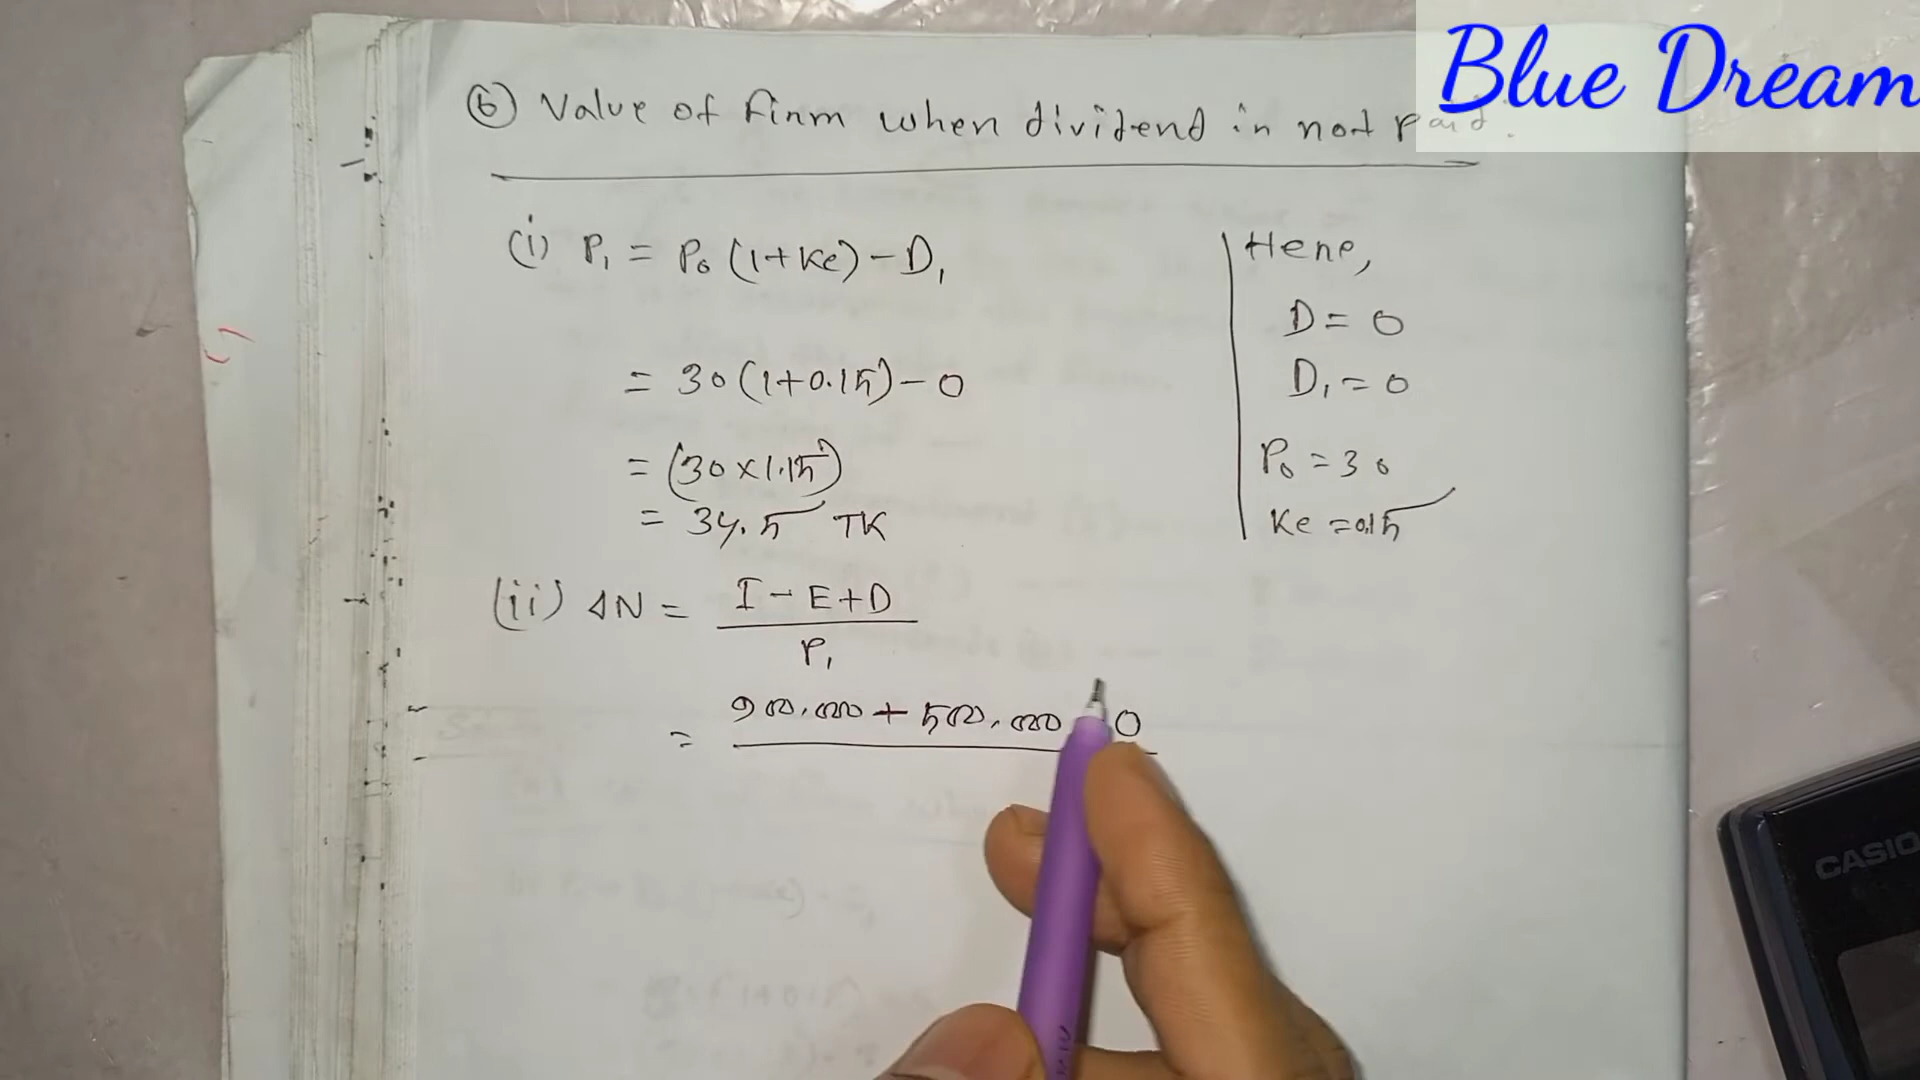 Blue Dream
(b) Value of Firm when dividend in not paid.
(i) P₁ = P₀ (1+Ke) - D₁
= 30 (1+0.15) - 0
= (30×1.15)
= 34.5 TK
Here,
D = 0
D₁ = 0
P₀ = 30
Ke = 0.15
(ii) ΔN = I - E + D / P₁
= 900,000 + 500,000 0
CASIO